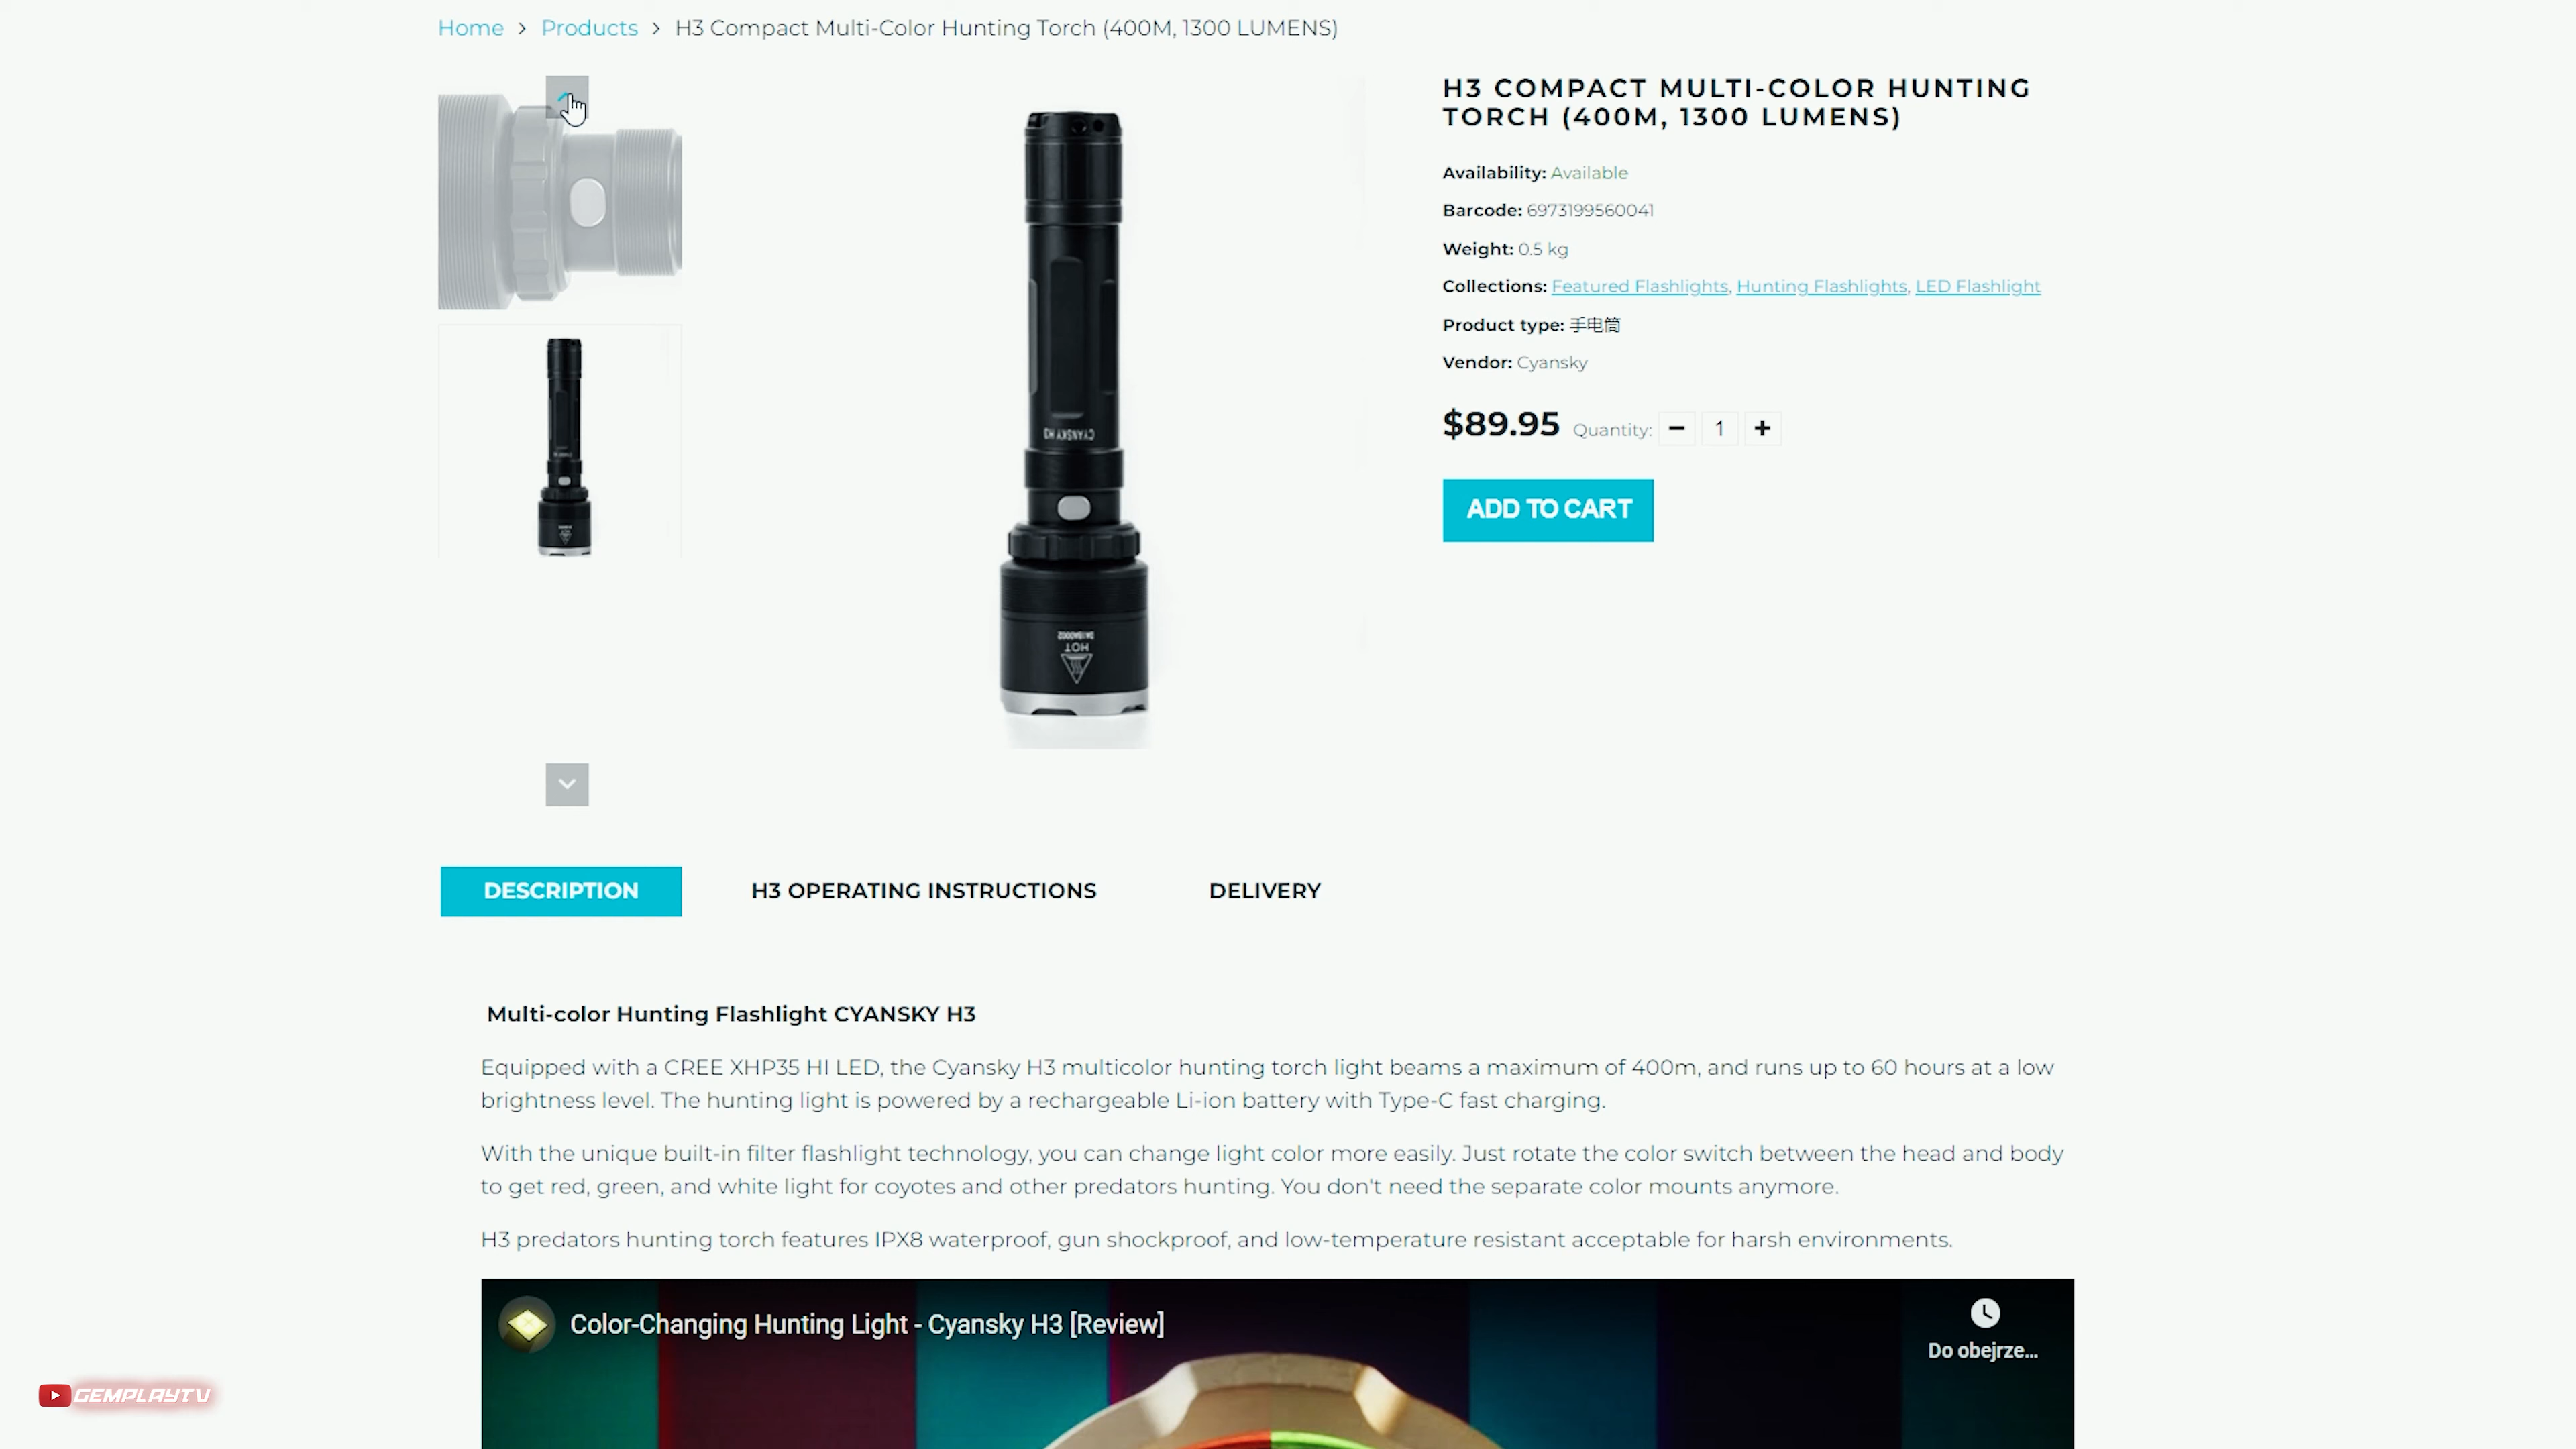 Home > Products > H3 Compact Multi-Color Hunting Torch (400M, 1300 LUMENS)
H3 COMPACT MULTI-COLOR HUNTING
TORCH (400M, 1300 LUMENS)
Availability: Available
Barcode: 6973199560041
Weight: 0.5 kg
Collections: Featured Flashlights, Hunting Flashlights, LED Flashlight
Product type: 手电筒
Vendor: Cyansky
$89.95 Quantity: − 1 +
ADD TO CART
CYANSKY H3
HOT
DESCRIPTION
H3 OPERATING INSTRUCTIONS
DELIVERY
Multi-color Hunting Flashlight CYANSKY H3
Equipped with a CREE XHP35 HI LED, the Cyansky H3 multicolor hunting torch light beams a maximum of 400m, and runs up to 60 hours at a low
brightness level. The hunting light is powered by a rechargeable Li-ion battery with Type-C fast charging.
With the unique built-in filter flashlight technology, you can change light color more easily. Just rotate the color switch between the head and body
to get red, green, and white light for coyotes and other predators hunting. You don't need the separate color mounts anymore.
H3 predators hunting torch features IPX8 waterproof, gun shockproof, and low-temperature resistant acceptable for harsh environments.
Color-Changing Hunting Light - Cyansky H3 [Review]
Do obejrze...
GEMPLAYTV